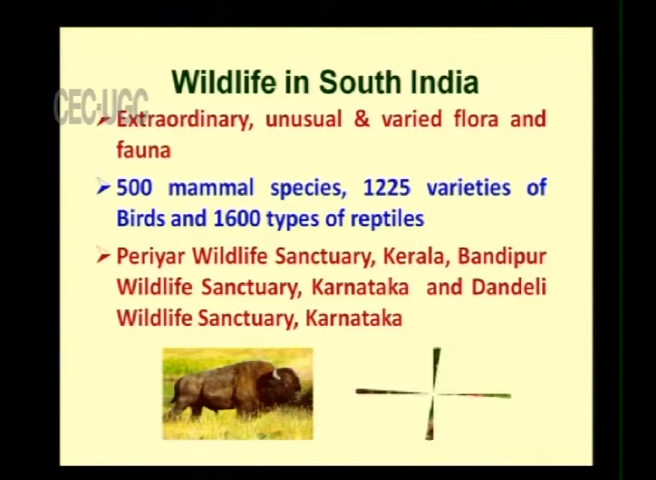 Wildlife in South India
CEC-UGC
Extraordinary, unusual & varied flora and
fauna
500 mammal species, 1225 varieties of
Birds and 1600 types of reptiles
Periyar Wildlife Sanctuary, Kerala, Bandipur
Wildlife Sanctuary, Karnataka and Dandeli
Wildlife Sanctuary, Karnataka